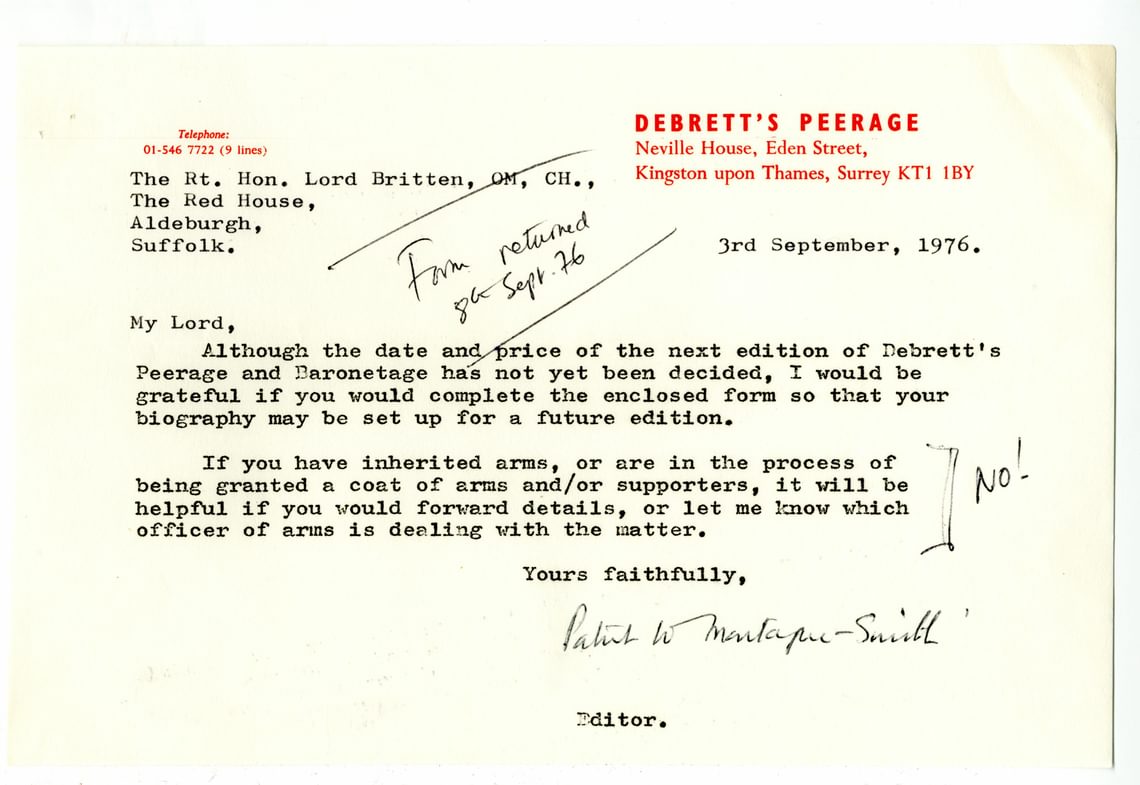 Telephone:
01-546 7722 (9 lines)
DEBRETT'S PEERAGE
Neville House, Eden Street,
Kingston upon Thames, Surrey KT1 1BY
The Rt. Hon. Lord Britten, OM, CH.,
The Red House,
Aldeburgh,
Suffolk.
Form returned
8th Sept. 76
3rd September, 1976.
My Lord,
Although the date and price of the next edition of Debrett's
Peerage and Baronetage has not yet been decided, I would be
grateful if you would complete the enclosed form so that your
biography may be set up for a future edition.
If you have inherited arms, or are in the process of
being granted a coat of arms and/or supporters, it will be
helpful if you would forward details, or let me know which
officer of arms is dealing with the matter.
NO!
Yours faithfully,
Patrick W Montague-Smith
Editor.